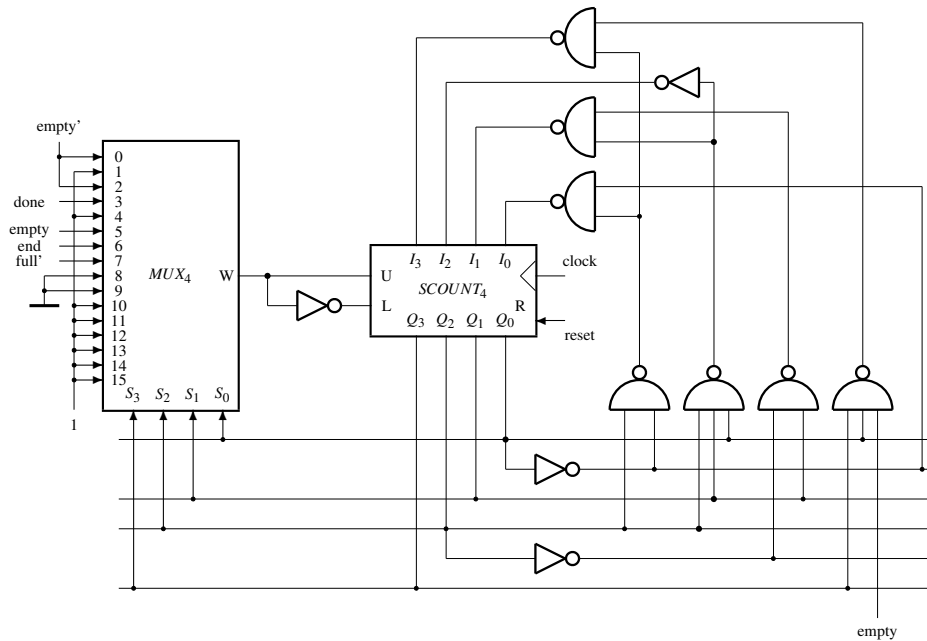 empty'
done
empty
end
full'
0
1
2
3
4
5
6
7
8
9
10
11
12
13
14
15
MUX4
W
S3 S2 S1 S0
1
I3 I2 I1 I0
U
SCOUNT4
L
R
Q3 Q2 Q1 Q0
clock
reset
empty